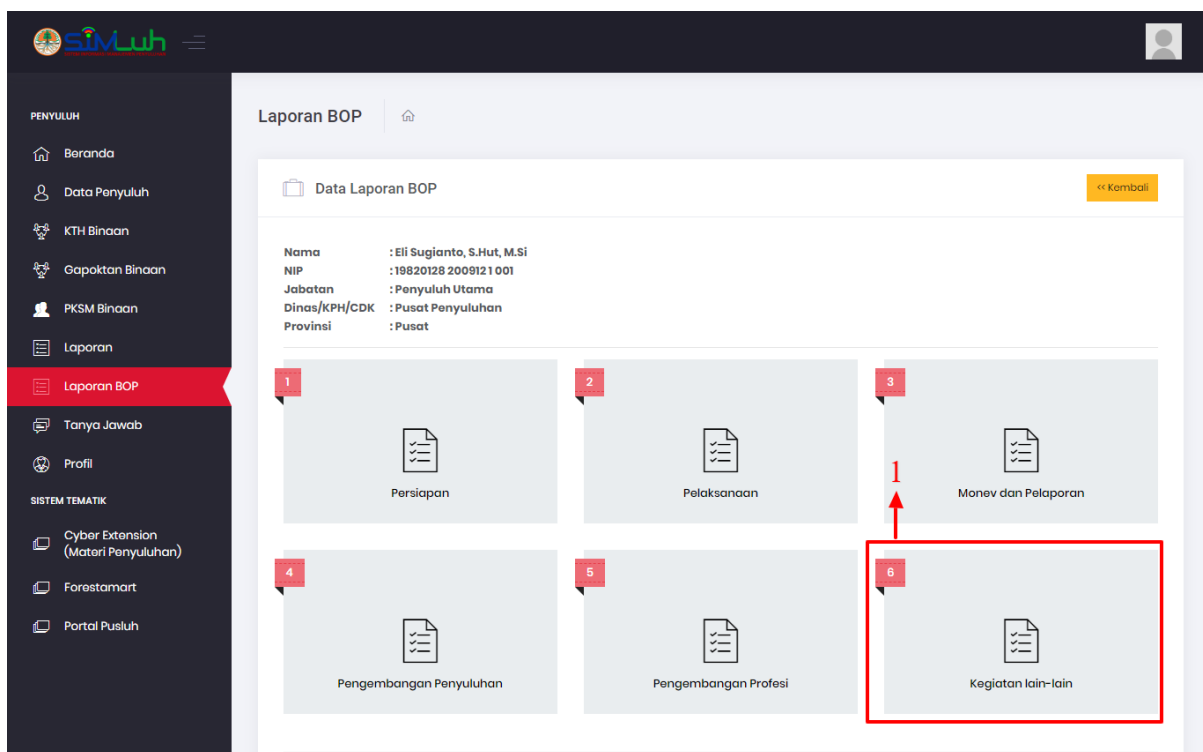 SiMLuh
PENYULUH
Beranda
Data Penyuluh
KTH Binaan
Gapoktan Binaan
PKSM Binaan
Laporan
Laporan BOP
Tanya Jawab
Profil
SISTEM TEMATIK
Cyber Extension
(Materi Penyuluhan)
Forestamart
Portal Pusluh
Laporan BOP
Data Laporan BOP
<< Kembali
Nama : Eli Sugianto, S.Hut, M.Si
NIP : 19820128 200912 1 001
Jabatan : Penyuluh Utama
Dinas/KPH/CDK : Pusat Penyuluhan
Provinsi : Pusat
1
Persiapan
2
Pelaksanaan
3
Monev dan Pelaporan
1
4
Pengembangan Penyuluhan
5
Pengembangan Profesi
6
Kegiatan lain-lain